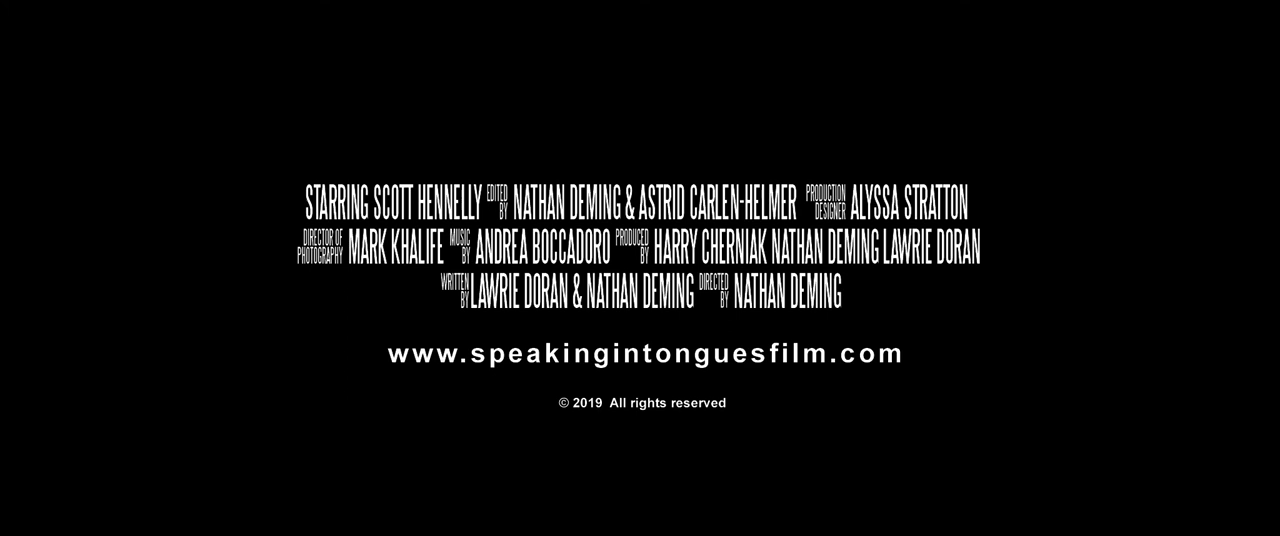 STARRING SCOTT HENNELLY EDITED BY NATHAN DEMING & ASTRID CARLEN-HELMER PRODUCTION DESIGNER ALYSSA STRATTON
DIRECTOR OF PHOTOGRAPHY MARK KHALIFE MUSIC BY ANDREA BOCCADORO PRODUCED BY HARRY CHERNIAK NATHAN DEMING LAWRIE DORAN
WRITTEN BY LAWRIE DORAN & NATHAN DEMING DIRECTED BY NATHAN DEMING
www.speakingintonguesfilm.com
© 2019 All rights reserved